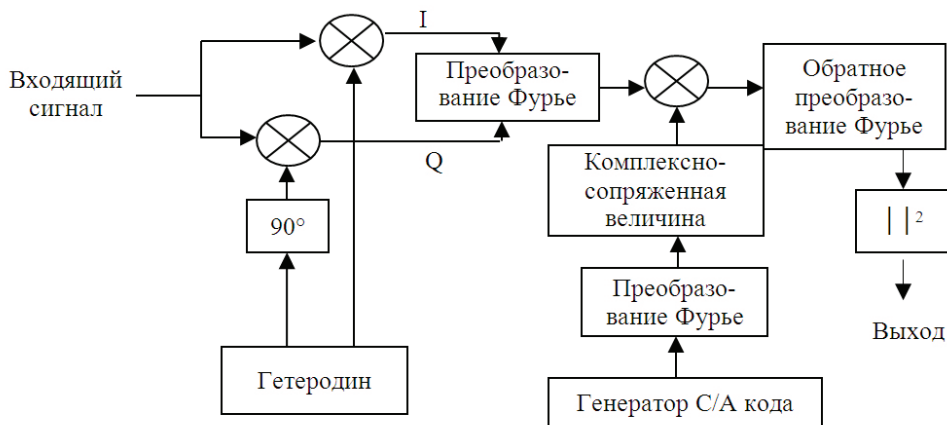 I
Входящий
сигнал
Преобразо-
вание Фурье
Обратное
преобразо-
вание Фурье
Q
Комплексно-
сопряженная
величина
90°
| |²
Преобразо-
вание Фурье
Выход
Гетеродин
Генератор С/А кода